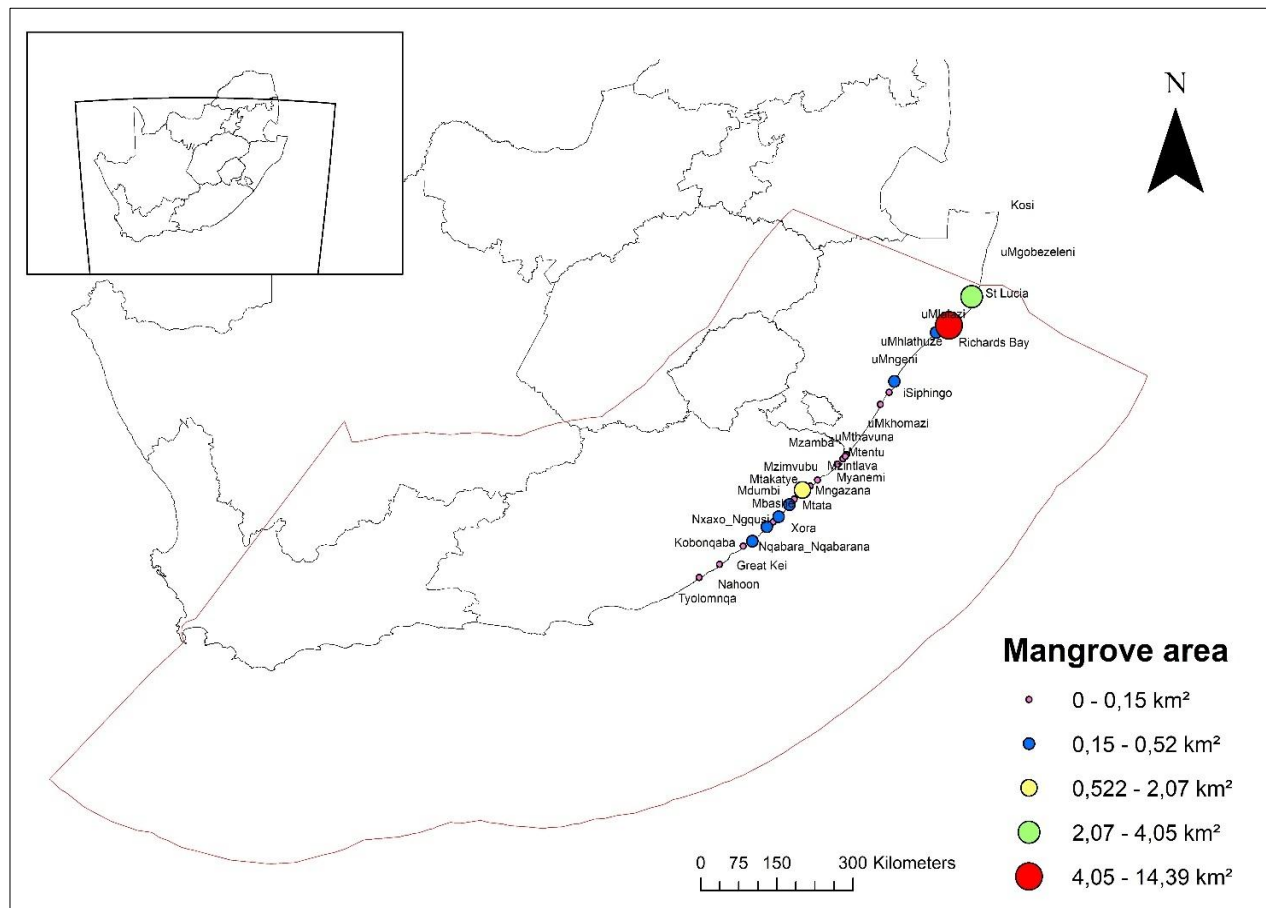 N
Kosi
uMgobezeleni
St Lucia
uMlalazi
uMhlathuze
Richards Bay
uMngeni
iSiphingo
uMkhomazi
uMthavuna
Mzamba
Mtentu
Mzimvubu
Mzintlava
Mtakatye
Myanemi
Mdumbi
Mngazana
Mbashe
Mtata
Nxaxo_Ngqusi
Xora
Kobonqaba
Nqabara_Nqabarana
Great Kei
Nahoon
Tyolomnqa
Mangrove area
0 - 0,15 km²
0,15 - 0,52 km²
0,522 - 2,07 km²
2,07 - 4,05 km²
4,05 - 14,39 km²
0 75 150 300 Kilometers